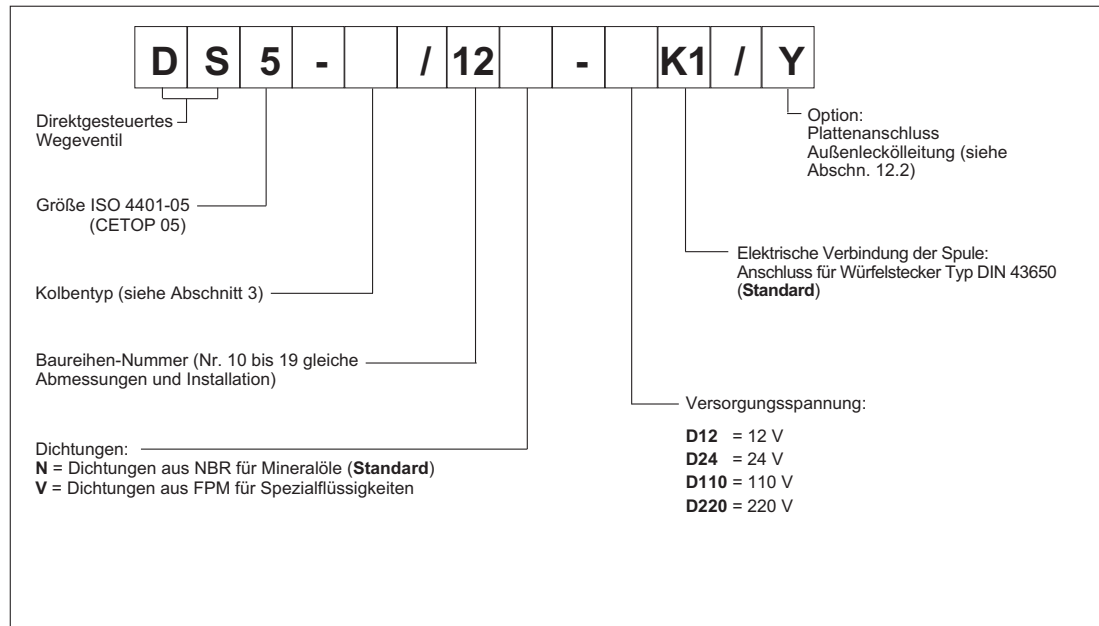 D S 5 - / 12 - K1 / Y
Direktgesteuertes
Wegeventil
Option:
Plattenanschluss
Außenleckölleitung (siehe
Abschn. 12.2)
Größe ISO 4401-05
(CETOP 05)
Elektrische Verbindung der Spule:
Anschluss für Würfelstecker Typ DIN 43650
(Standard)
Kolbentyp (siehe Abschnitt 3)
Baureihen-Nummer (Nr. 10 bis 19 gleiche
Abmessungen und Installation)
Versorgungsspannung:
D12 = 12 V
D24 = 24 V
D110 = 110 V
D220 = 220 V
Dichtungen:
N = Dichtungen aus NBR für Mineralöle (Standard)
V = Dichtungen aus FPM für Spezialflüssigkeiten